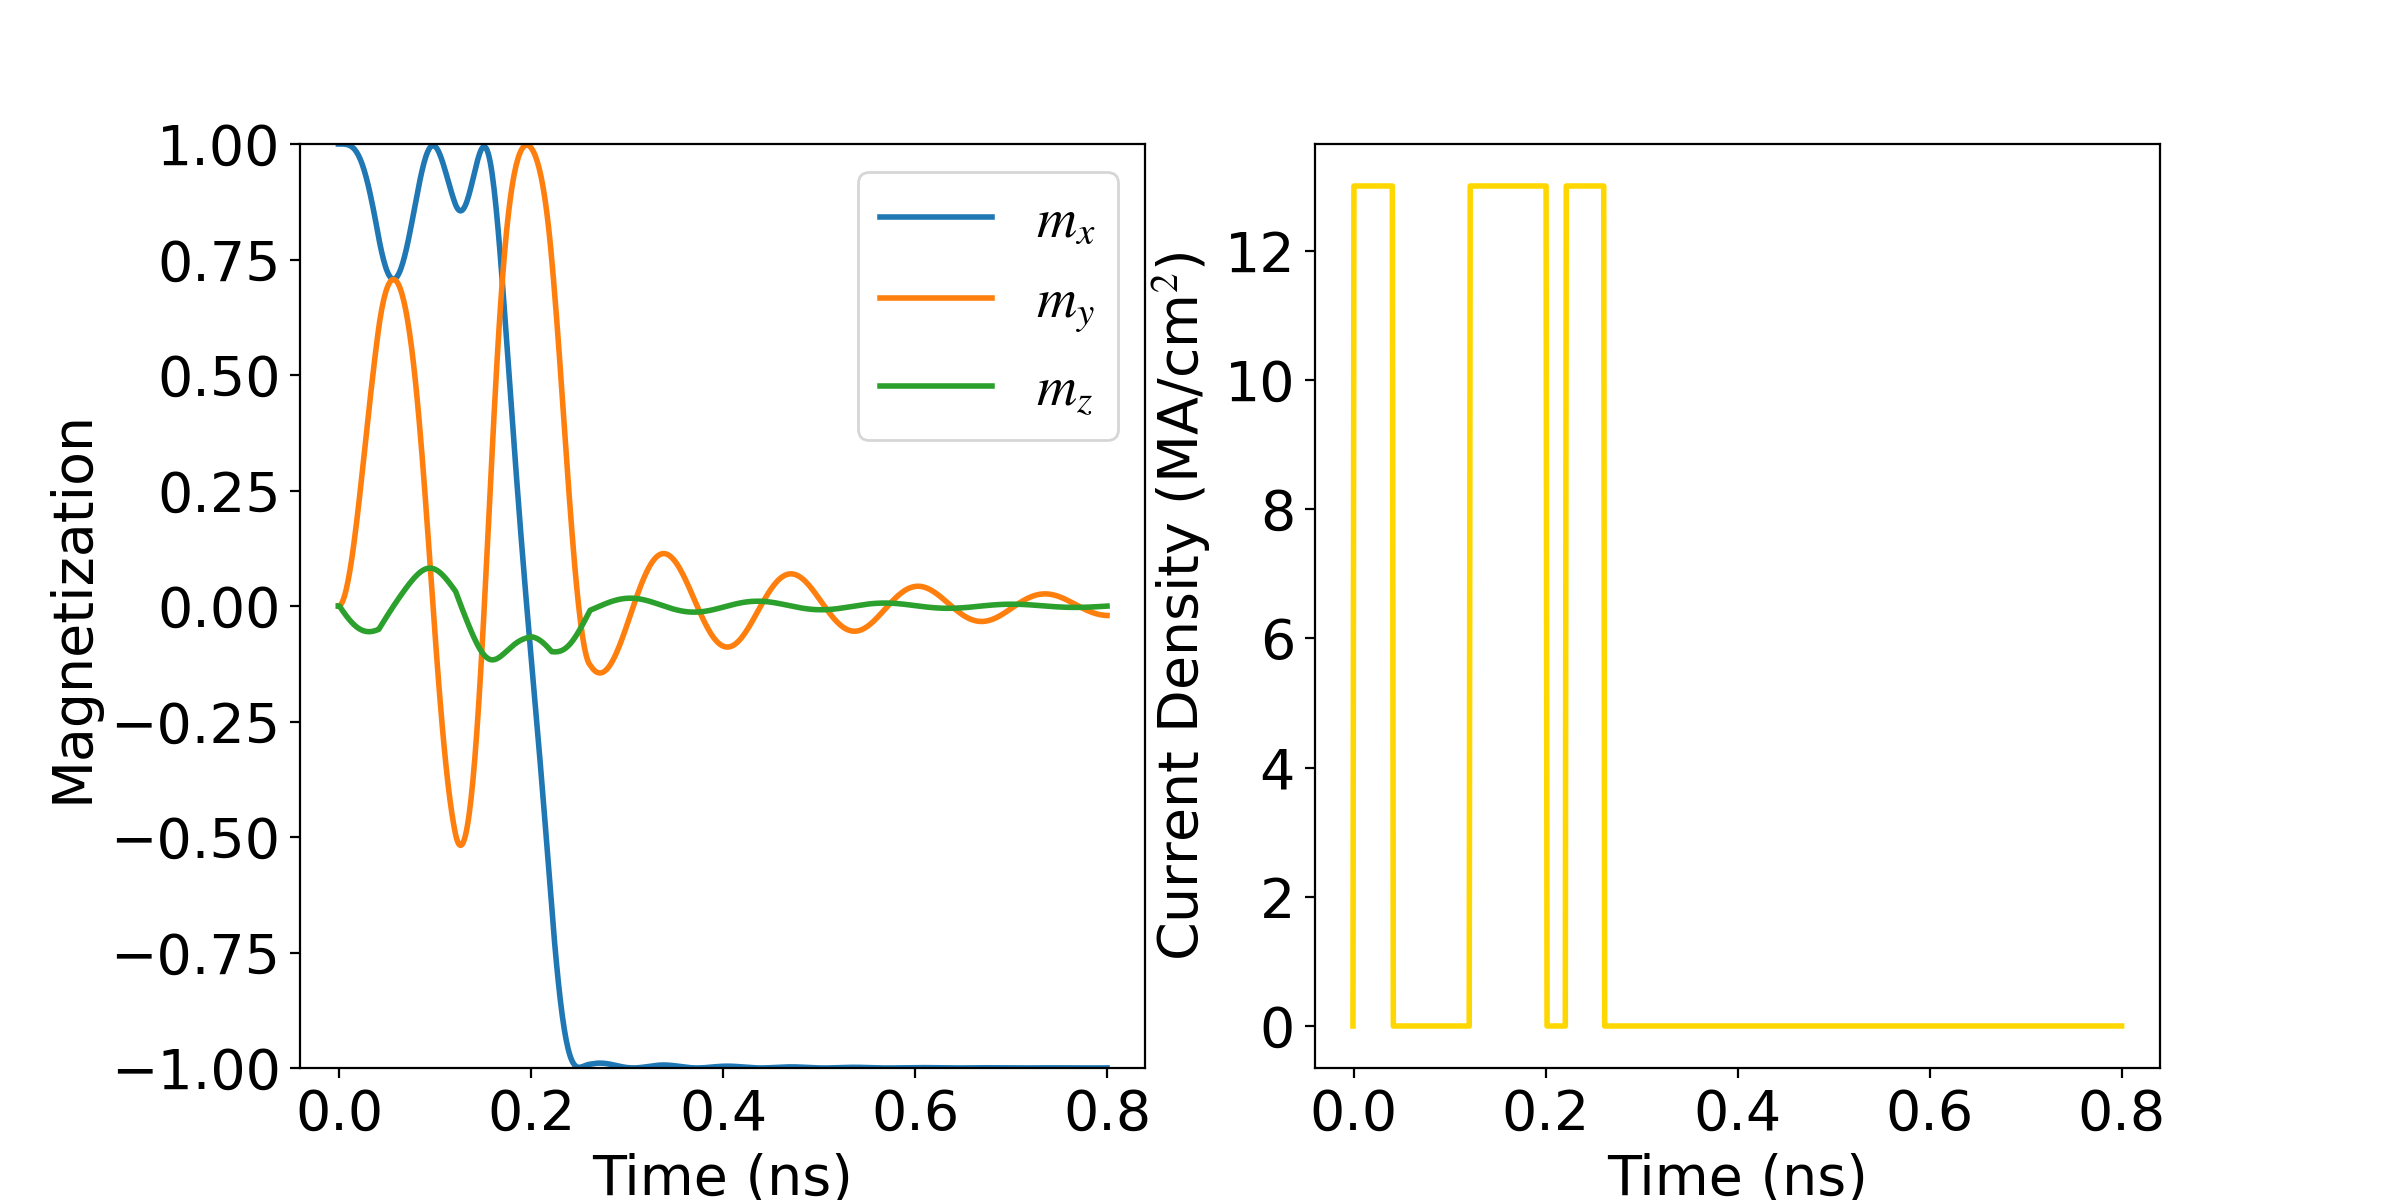 1.00
0.75
0.50
0.25
0.00
−0.25
−0.50
−0.75
−1.00
Magnetization
0.0 0.2 0.4 0.6 0.8
Time (ns)
m_x
m_y
m_z
12
10
8
6
4
2
0
Current Density (MA/cm²)
0.0 0.2 0.4 0.6 0.8
Time (ns)